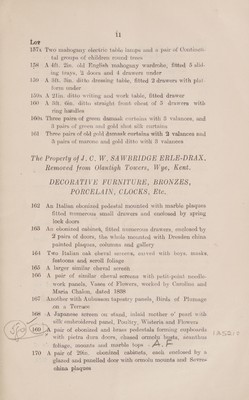 11
Lot
157A Two mahogany electric table lamps and a pair of Continen-
tal groups of children round trees
158 A 4ft. 2in. old English mahogany wardrobe, fitted 5 slid-
ing trays, 2 doors and 4 drawers under
159 A 3ft. 3in. ditto dressing table, fitted 2 drawers with plat-
form under
159A A 21in. ditto writing and work table, fitted drawer
160 A 3ft. 6in. ditto straight front chest of 5 drawers with
ring handles
160A Three pairs of green damask curtains with 3 valances, and
3 pairs of green and gold shot silk curtains
161 Three pairs of old gold damask curtains with 2 valances and
3 pairs of maroon and gold ditto with 3 valances
The Property of J. C. W. SAWBRIDGE ERLE-DRAX.
Removed from Olantigh Towers, Wye, Kent.
DECORATIVE FURNITURE, BRONZES,
PORCELAIN, CLOCKS, Etc.
162 An Italian ebonized pedestal mounted with marble plaques
fitted numerous small drawers and enclosed by spring
lock doors
163 An ebonized cabinet, fitted numerous drawers, enclosed by
2 pairs of doors, the whole mounted with Dresden china
painted plaques, columns and gallery
164 Two Italian oak cheval screens, carved with boys, masks,
festoons and scroll foliage
165 A larger similar cheval screen
166 A pair of similar cheval screens with petit-point needle-
work panels, Vases of Flowers, worked by Caroline and
Maria Chalon, dated 1838
167 Another with Aubusson tapestry panels, Birds of Plumage
on a Terrace
168 A Japanese screen on stand, inlaid mother o' pearl with
silk embroidered panel, Poultry, Wisteria and Flowers
169 A pair of ebonized and brass pedestals forming cupboards
with pietra dura doors, chased ormolu busts, acanthus
foliage, mounts and marble tops
170 A pair of 29in. ebonized cabinets, each enclosed by a
glazed and panelled door with ormolu mounts and Sevres
china plaques